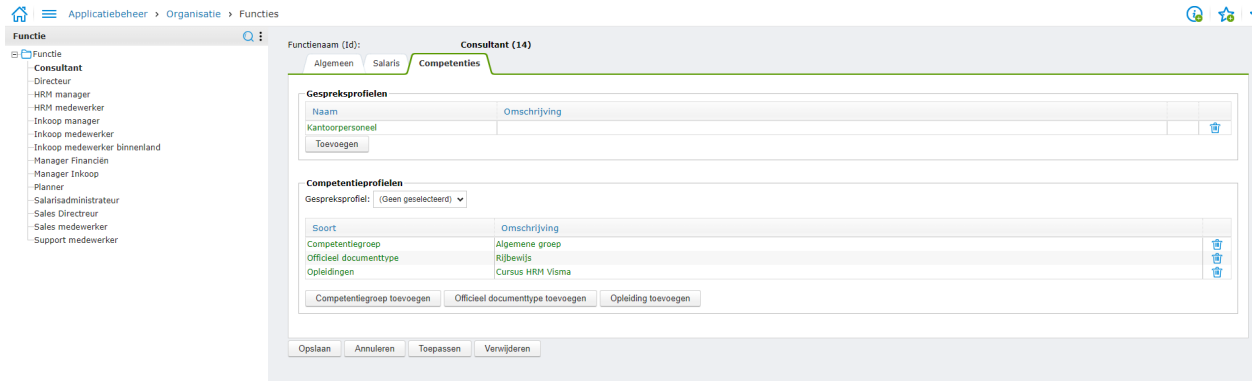 Applicatiebeheer › Organisatie › Functies
Functie
Functie
Consultant
Directeur
HRM manager
HRM medewerker
Inkoop manager
Inkoop medewerker
Inkoop medewerker binnenland
Manager Financiën
Manager Inkoop
Planner
Salarisadministrateur
Sales Directreur
Sales medewerker
Support medewerker
Functienaam (Id): Consultant (14)
Algemeen Salaris Competenties
Gespreksprofielen
Naam Omschrijving
Kantoorpersoneel
Toevoegen
Competentieprofielen
Gespreksprofiel: (Geen geselecteerd)
Soort Omschrijving
Competentiegroep Algemene groep
Officieel documenttype Rijbewijs
Opleidingen Cursus HRM Visma
Competentiegroep toevoegen Officieel documenttype toevoegen Opleiding toevoegen
Opslaan Annuleren Toepassen Verwijderen